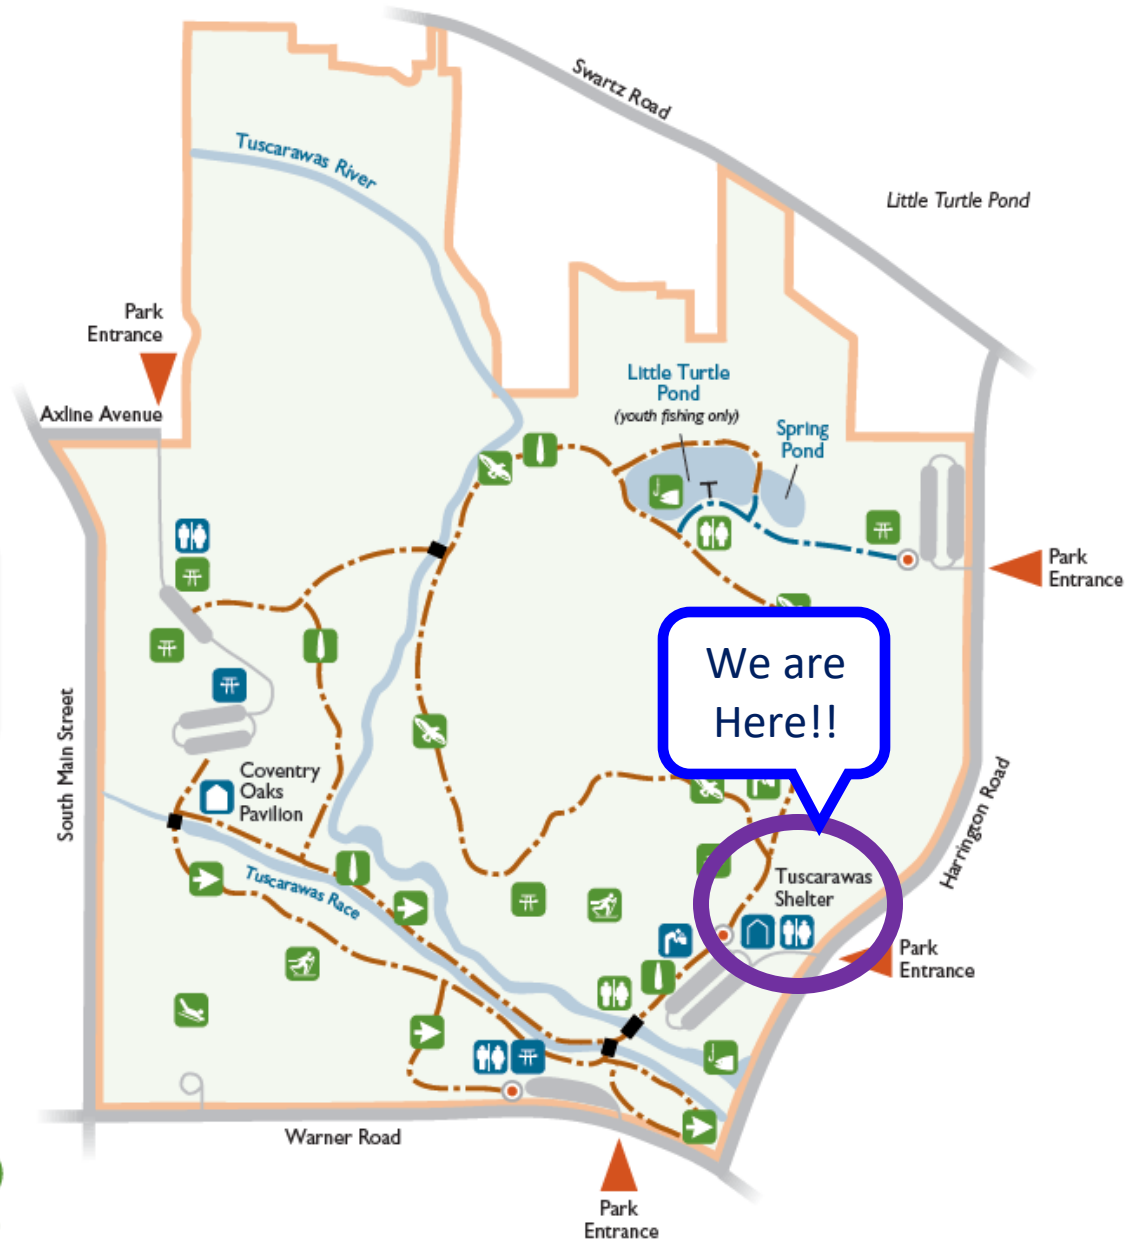 Swartz Road
Tuscarawas River
Little Turtle Pond
Park
Entrance
Axline Avenue
Little Turtle
Pond
(youth fishing only)
Spring
Pond
Park
Entrance
We are
Here!!
South Main Street
Coventry
Oaks
Pavilion
Harrington Road
Tuscarawas
Shelter
Tuscarawas Race
Park
Entrance
Warner Road
Park
Entrance